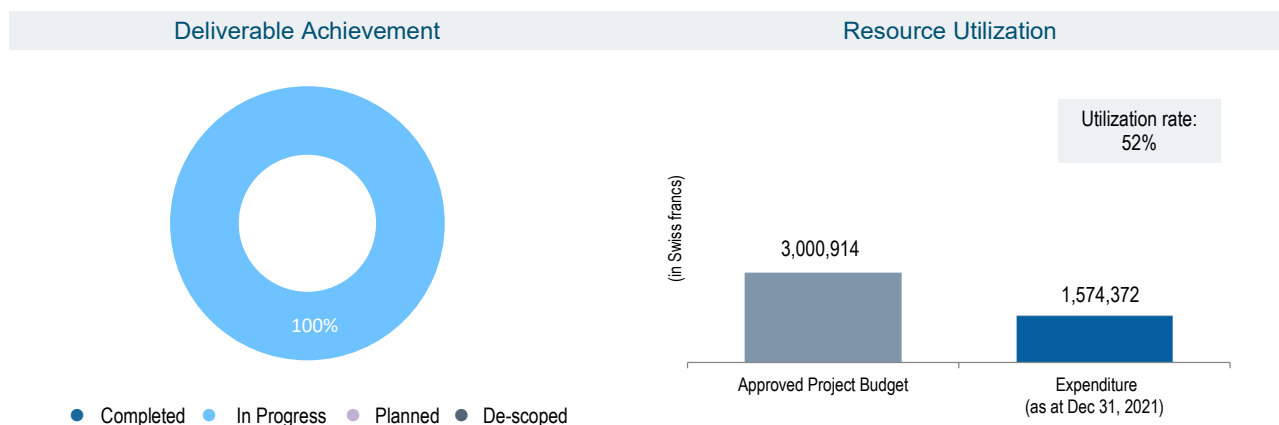 Deliverable Achievement
100%
Completed
In Progress
Planned
De-scoped
Resource Utilization
Utilization rate:
52%
(in Swiss francs)
3,000,914
1,574,372
Approved Project Budget
Expenditure
(as at Dec 31, 2021)